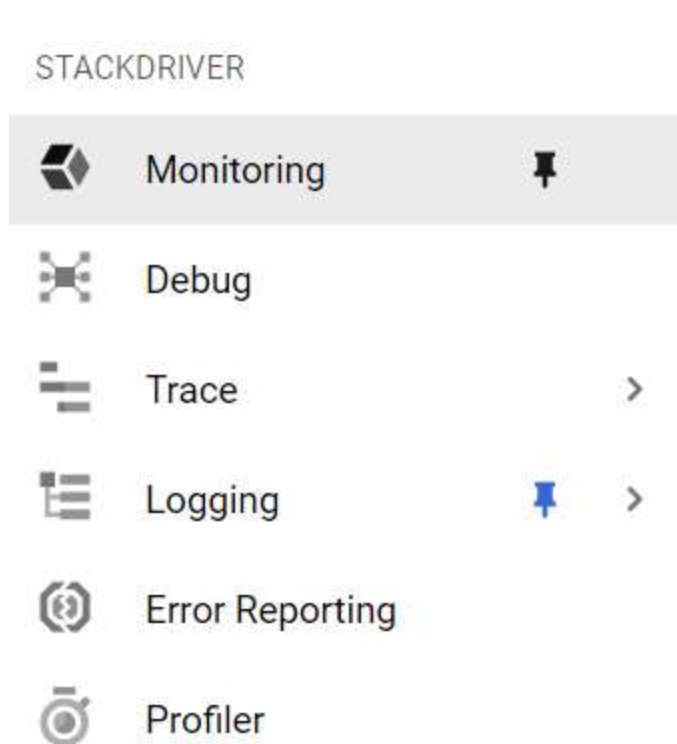 STACKDRIVER
Monitoring
Debug
Trace
Logging
Error Reporting
Profiler